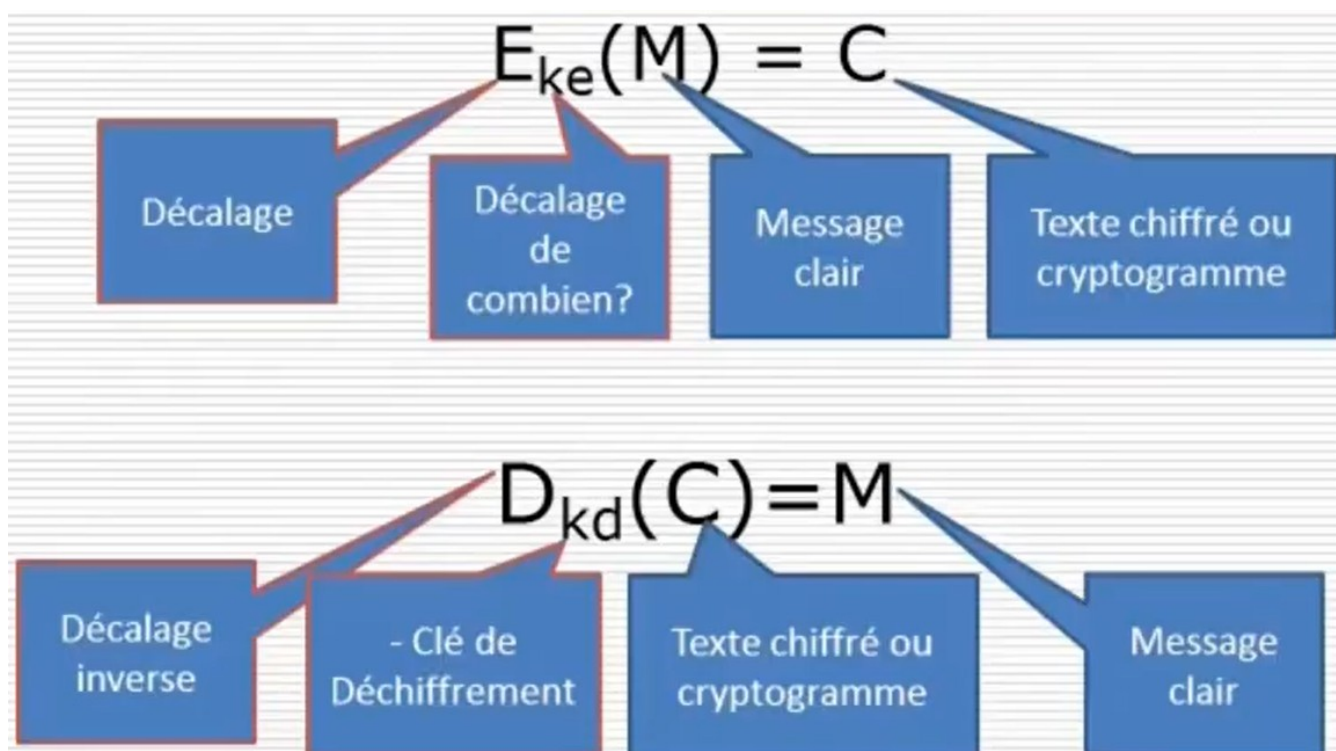 Eke(M) = C
Décalage
Décalage
de
combien?
Message
clair
Texte chiffré ou
cryptogramme
Dkd(C)=M
Décalage
inverse
- Clé de
Déchiffrement
Texte chiffré ou
cryptogramme
Message
clair